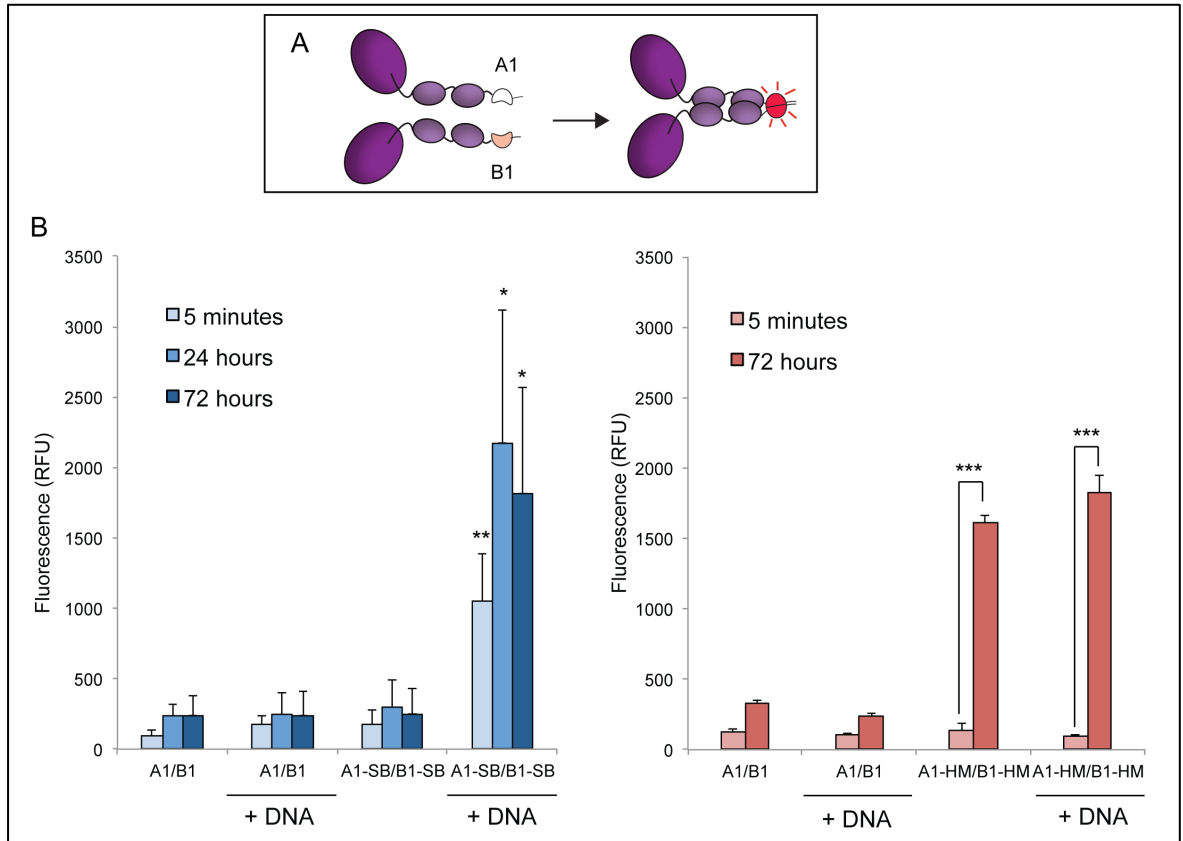 A
A1
B1
B
Fluorescence (RFU)
3500
3000
2500
2000
1500
1000
500
0
5 minutes
24 hours
72 hours
*
*
**
A1/B1
A1/B1
A1-SB/B1-SB
A1-SB/B1-SB
+ DNA
+ DNA
Fluorescence (RFU)
3500
3000
2500
2000
1500
1000
500
0
5 minutes
72 hours
***
***
A1/B1
A1/B1
A1-HM/B1-HM
A1-HM/B1-HM
+ DNA
+ DNA